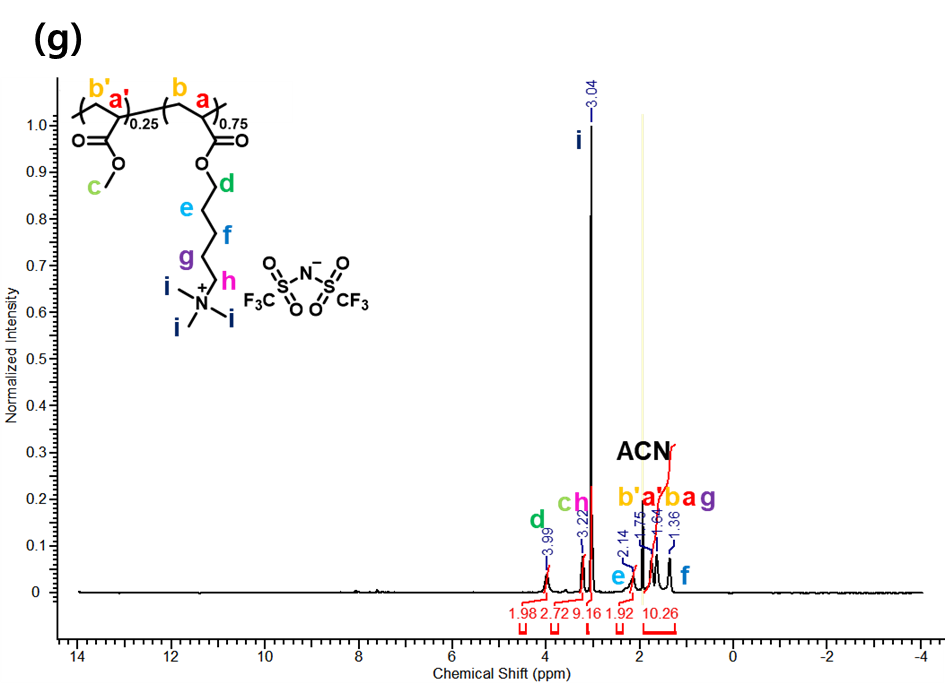 (g)
b'
a'
b
a
0.25
0.75
O
O
O
O
c
d
e
f
g
h
i
N
+
i
i
O
O
N
−
S
S
F3C
CF3
O
O
3.04
i
ACN
b' a' b a g
c h
d
3.99
3.22
2.14
1.75
1.64
1.36
e
f
1.98 2.72 9.16 1.92 10.26
1.0
0.9
0.8
0.7
0.6
0.5
0.4
0.3
0.2
0.1
0
Normalized Intensity
14 12 10 8 6 4 2 0 -2 -4
Chemical Shift (ppm)